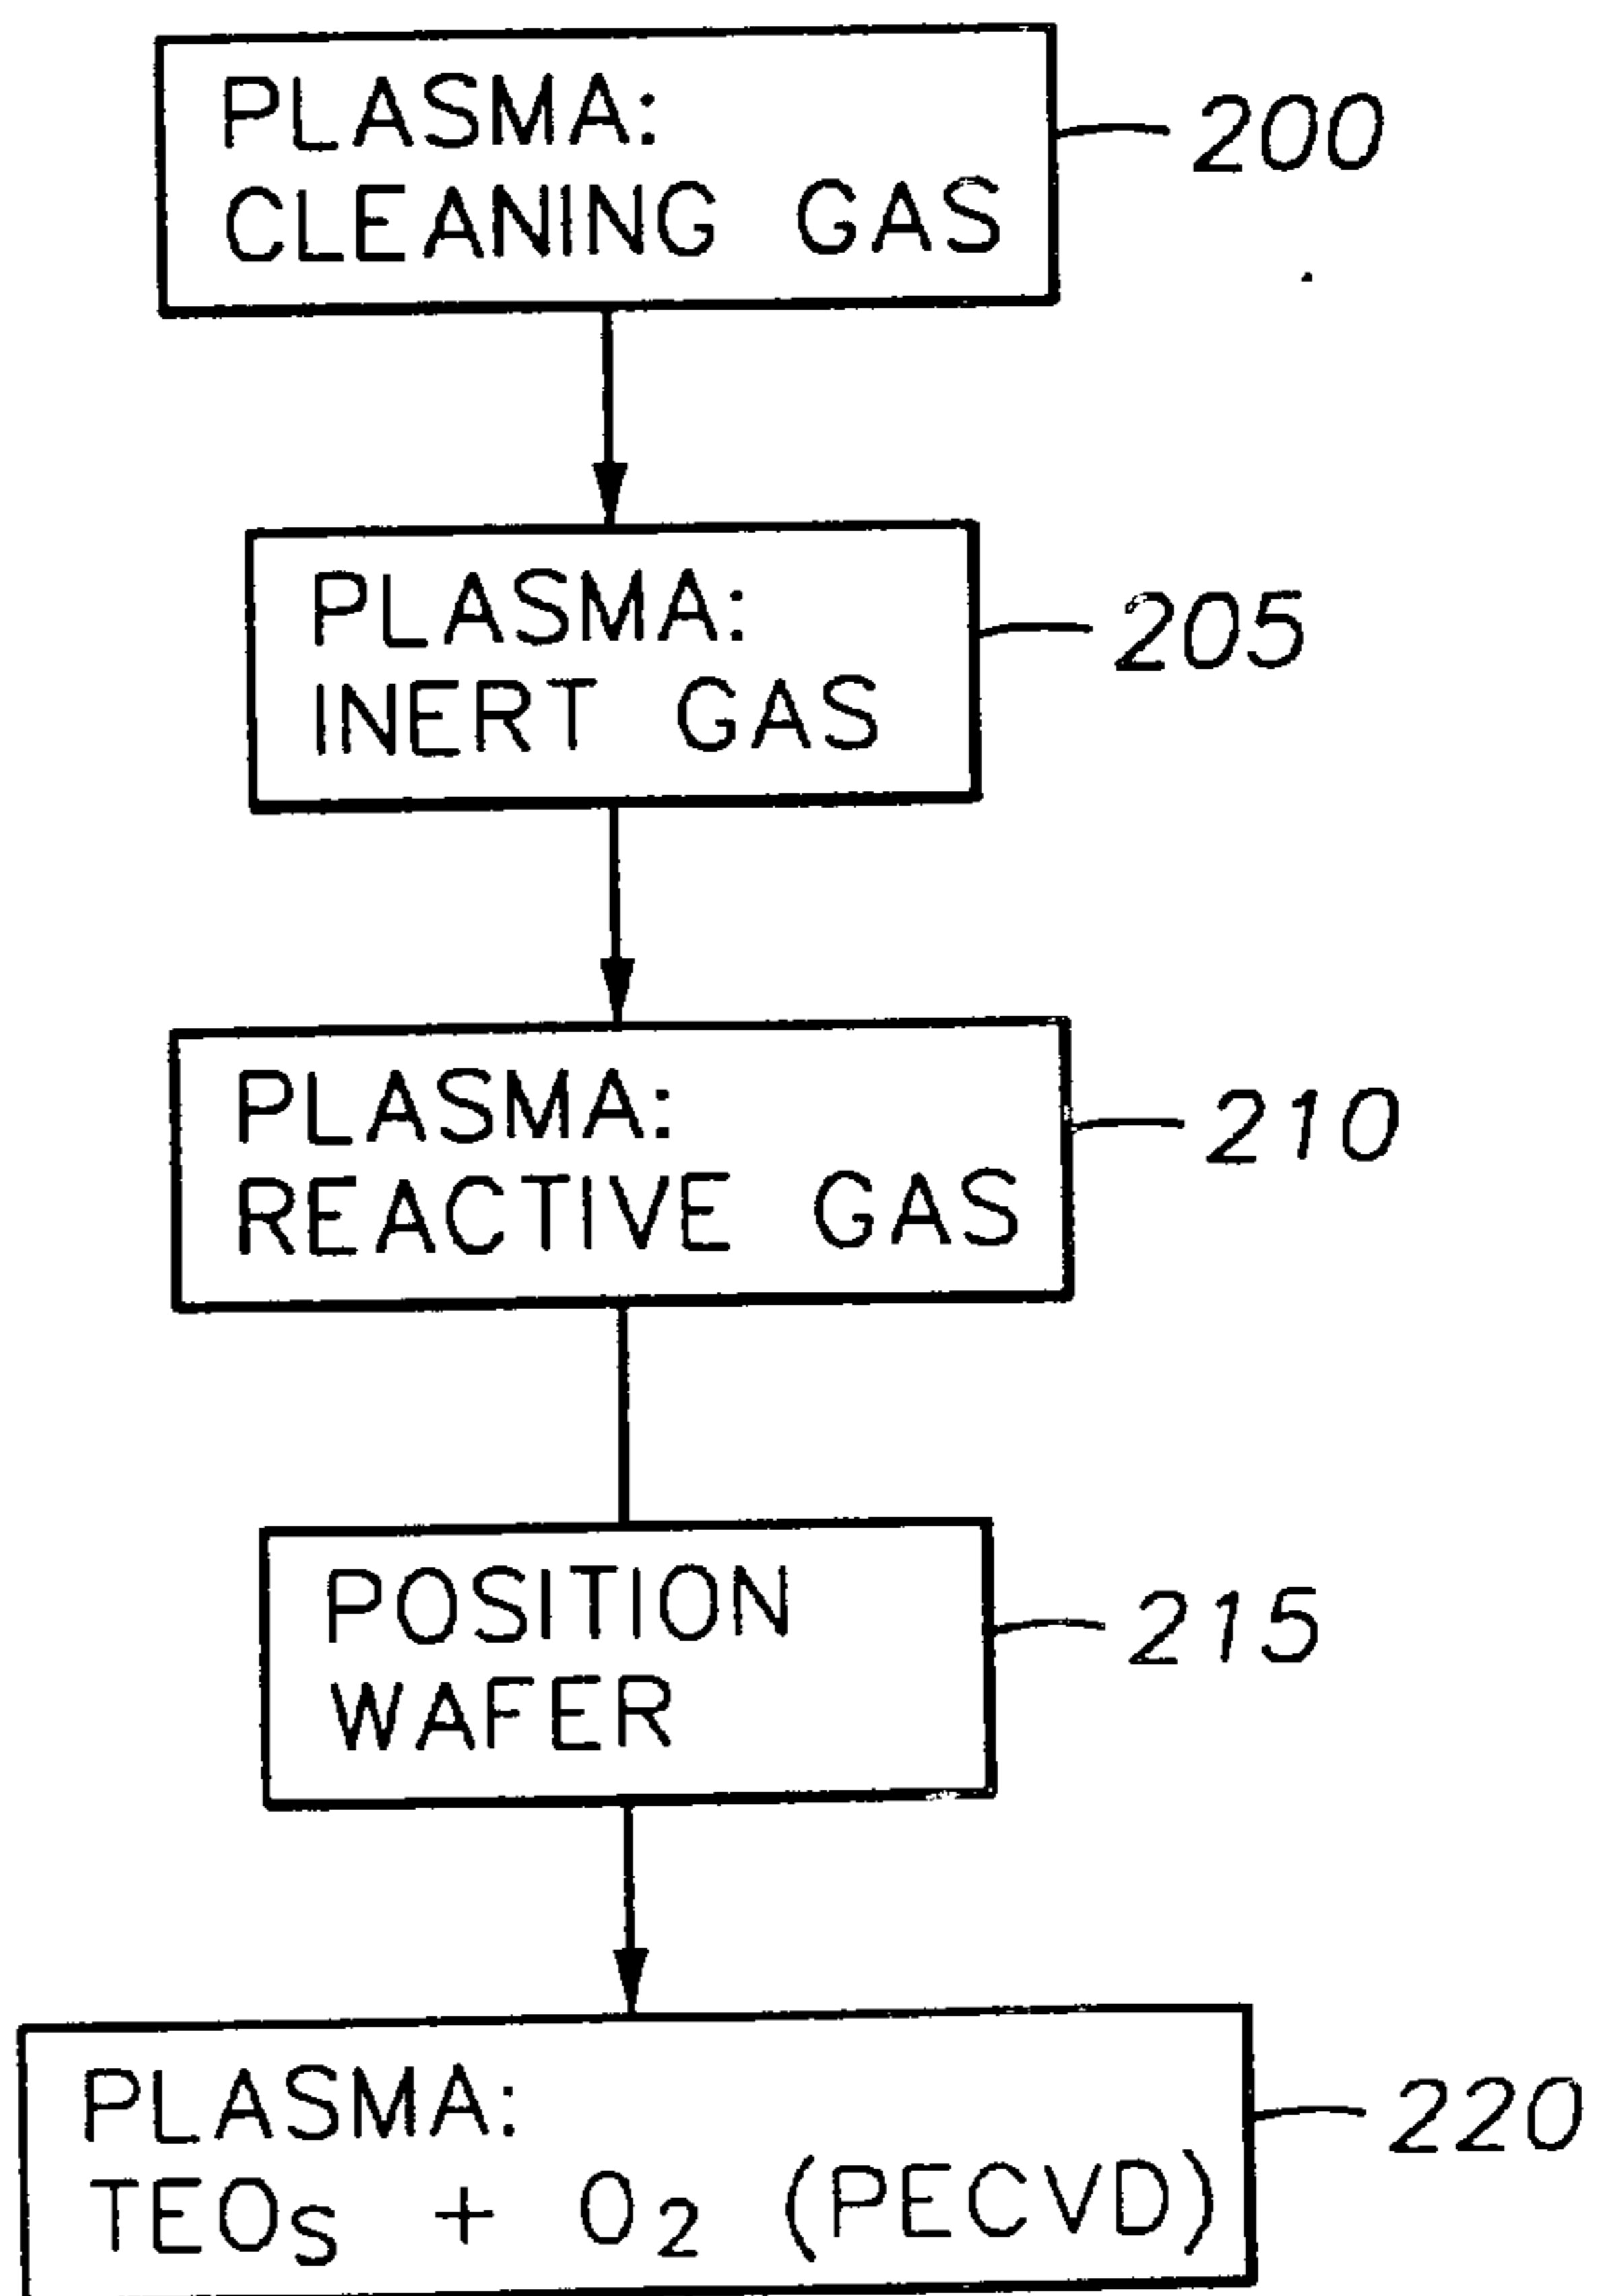 PLASMA:
CLEANING GAS
200
PLASMA:
INERT GAS
205
PLASMA:
REACTIVE GAS
210
POSITION
WAFER
215
PLASMA:
TEOS + O2 (PECVD)
220